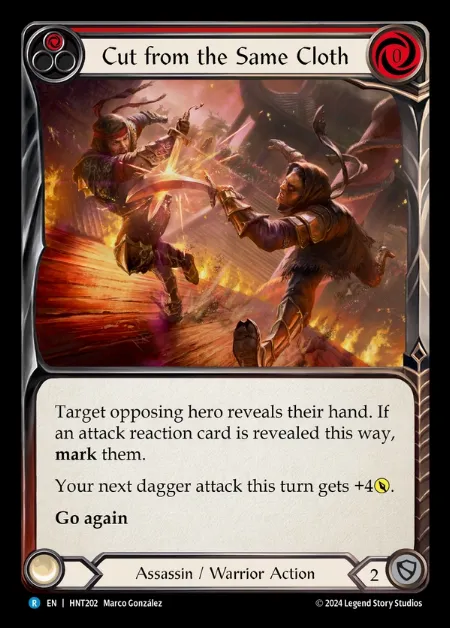 Cut from the Same Cloth
0
Target opposing hero reveals their hand. If
an attack reaction card is revealed this way,
mark them.
Your next dagger attack this turn gets +4.
Go again
Assassin / Warrior Action
2
R EN | HNT202 Marco González
© 2024 Legend Story Studios